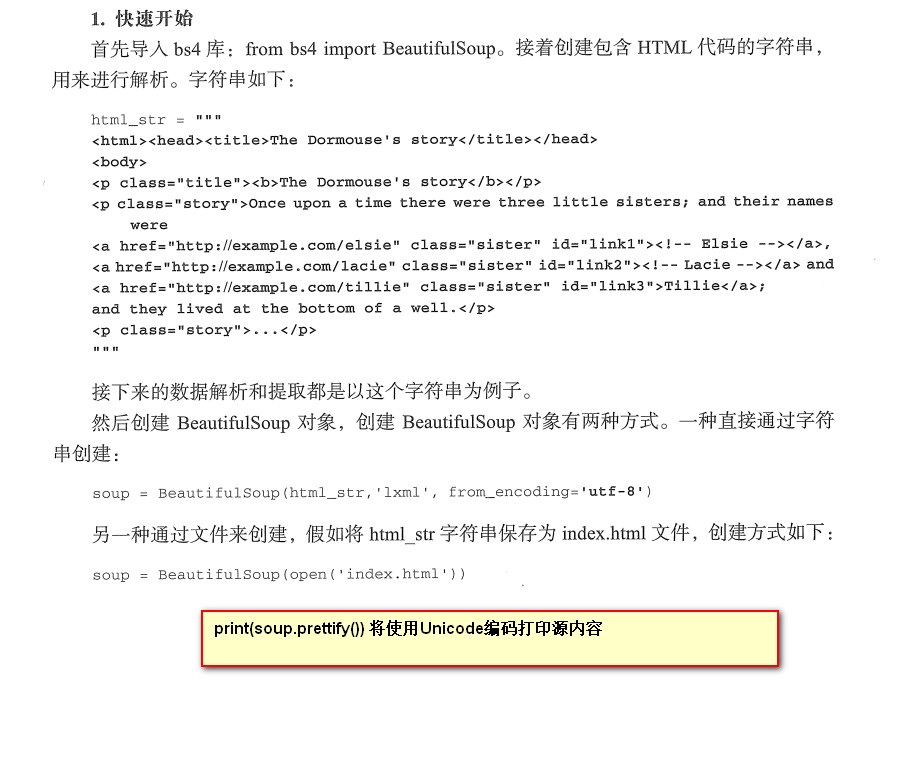 1. 快速开始
首先导入 bs4 库：from bs4 import BeautifulSoup。接着创建包含 HTML 代码的字符串，
用来进行解析。字符串如下：
html_str = """
<html><head><title>The Dormouse's story</title></head>
<body>
<p class="title"><b>The Dormouse's story</b></p>
<p class="story">Once upon a time there were three little sisters; and their names
were
<a href="http://example.com/elsie" class="sister" id="link1"><!-- Elsie --></a>,
<a href="http://example.com/lacie" class="sister" id="link2"><!-- Lacie --></a> and
<a href="http://example.com/tillie" class="sister" id="link3">Tillie</a>;
and they lived at the bottom of a well.</p>
<p class="story">...</p>
"""
接下来的数据解析和提取都是以这个字符串为例子。
然后创建 BeautifulSoup 对象，创建 BeautifulSoup 对象有两种方式。一种直接通过字符
串创建：
soup = BeautifulSoup(html_str,'lxml', from_encoding='utf-8')
另一种通过文件来创建，假如将 html_str 字符串保存为 index.html 文件，创建方式如下：
soup = BeautifulSoup(open('index.html'))
print(soup.prettify()) 将使用Unicode编码打印源内容